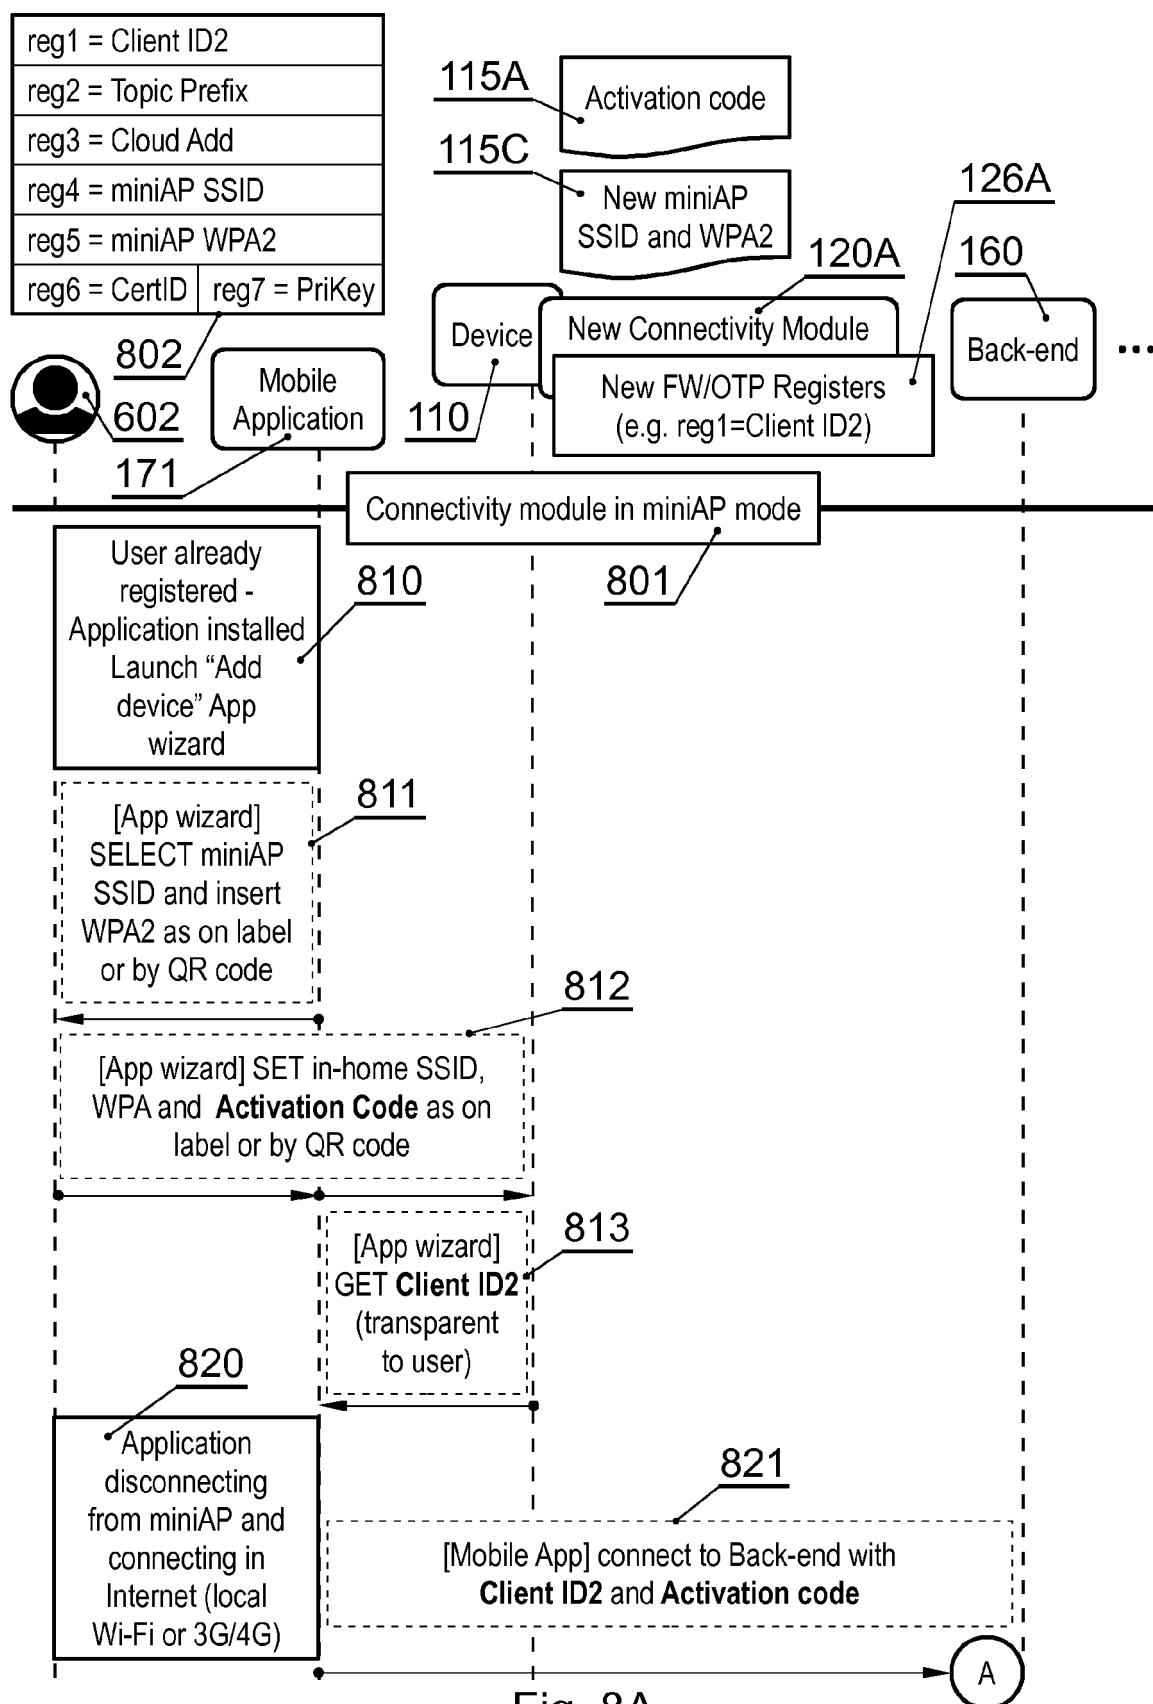 reg1 = Client ID2
reg2 = Topic Prefix
reg3 = Cloud Add
reg4 = miniAP SSID
reg5 = miniAP WPA2
reg6 = CertID reg7 = PriKey
802
602
Mobile
Application
171
115A
Activation code
115C
New miniAP
SSID and WPA2
120A
126A
160
Device
110
New Connectivity Module
New FW/OTP Registers
(e.g. reg1=Client ID2)
Back-end
...
Connectivity module in miniAP mode
801
User already
registered -
Application installed
Launch “Add
device” App
wizard
810
[App wizard]
SELECT miniAP
SSID and insert
WPA2 as on label
or by QR code
811
812
[App wizard] SET in-home SSID,
WPA and Activation Code as on
label or by QR code
813
[App wizard]
GET Client ID2
(transparent
to user)
820
Application
disconnecting
from miniAP and
connecting in
Internet (local
Wi-Fi or 3G/4G)
821
[Mobile App] connect to Back-end with
Client ID2 and Activation code
A
Fig. 8A